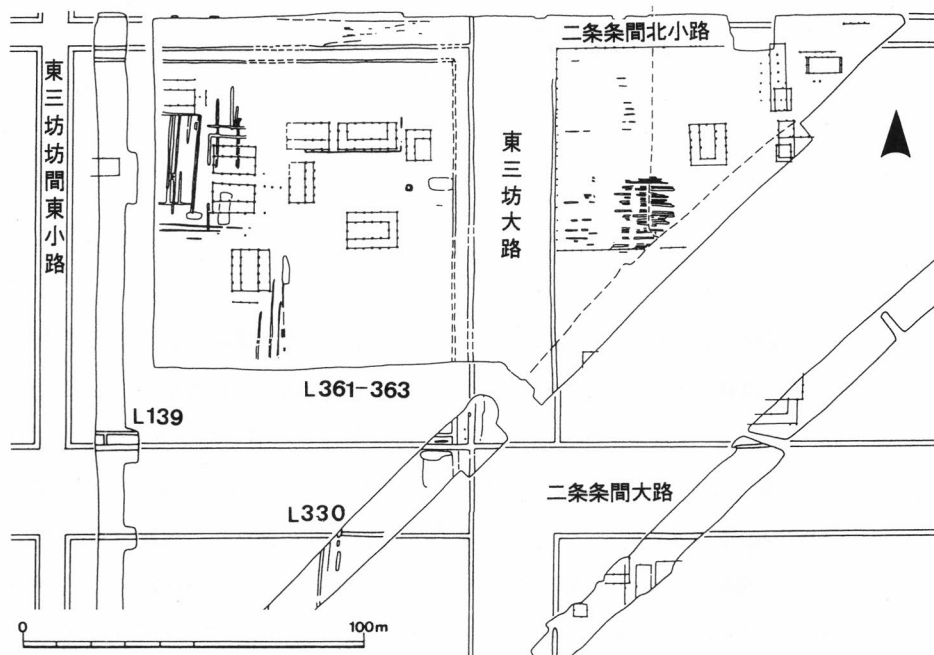 二条条間北小路
東三坊坊間東小路
東三坊大路
L361-363
L139
二条条間大路
L330
0 100m